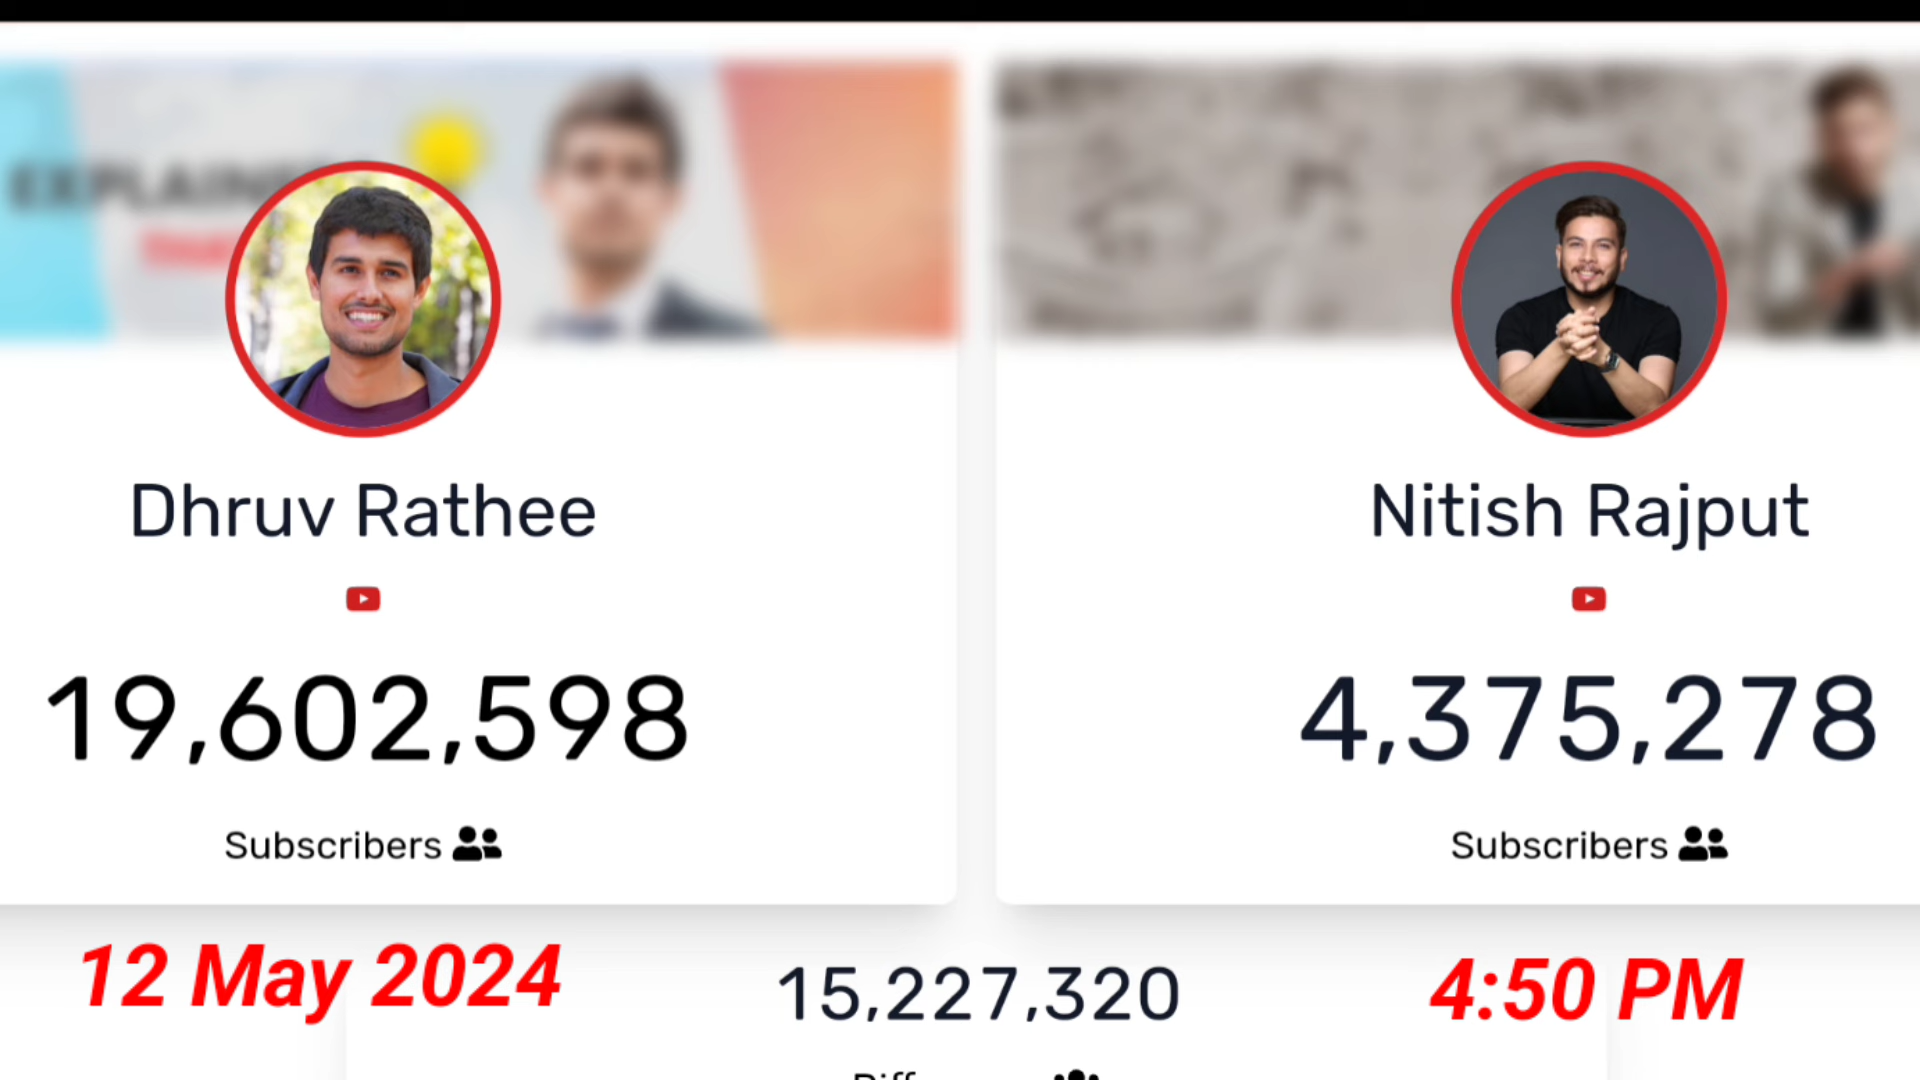 EXPLAINE
Dhruv Rathee
19,602,598
Subscribers
Nitish Rajput
4,375,278
Subscribers
12 May 2024
15,227,320
4:50 PM